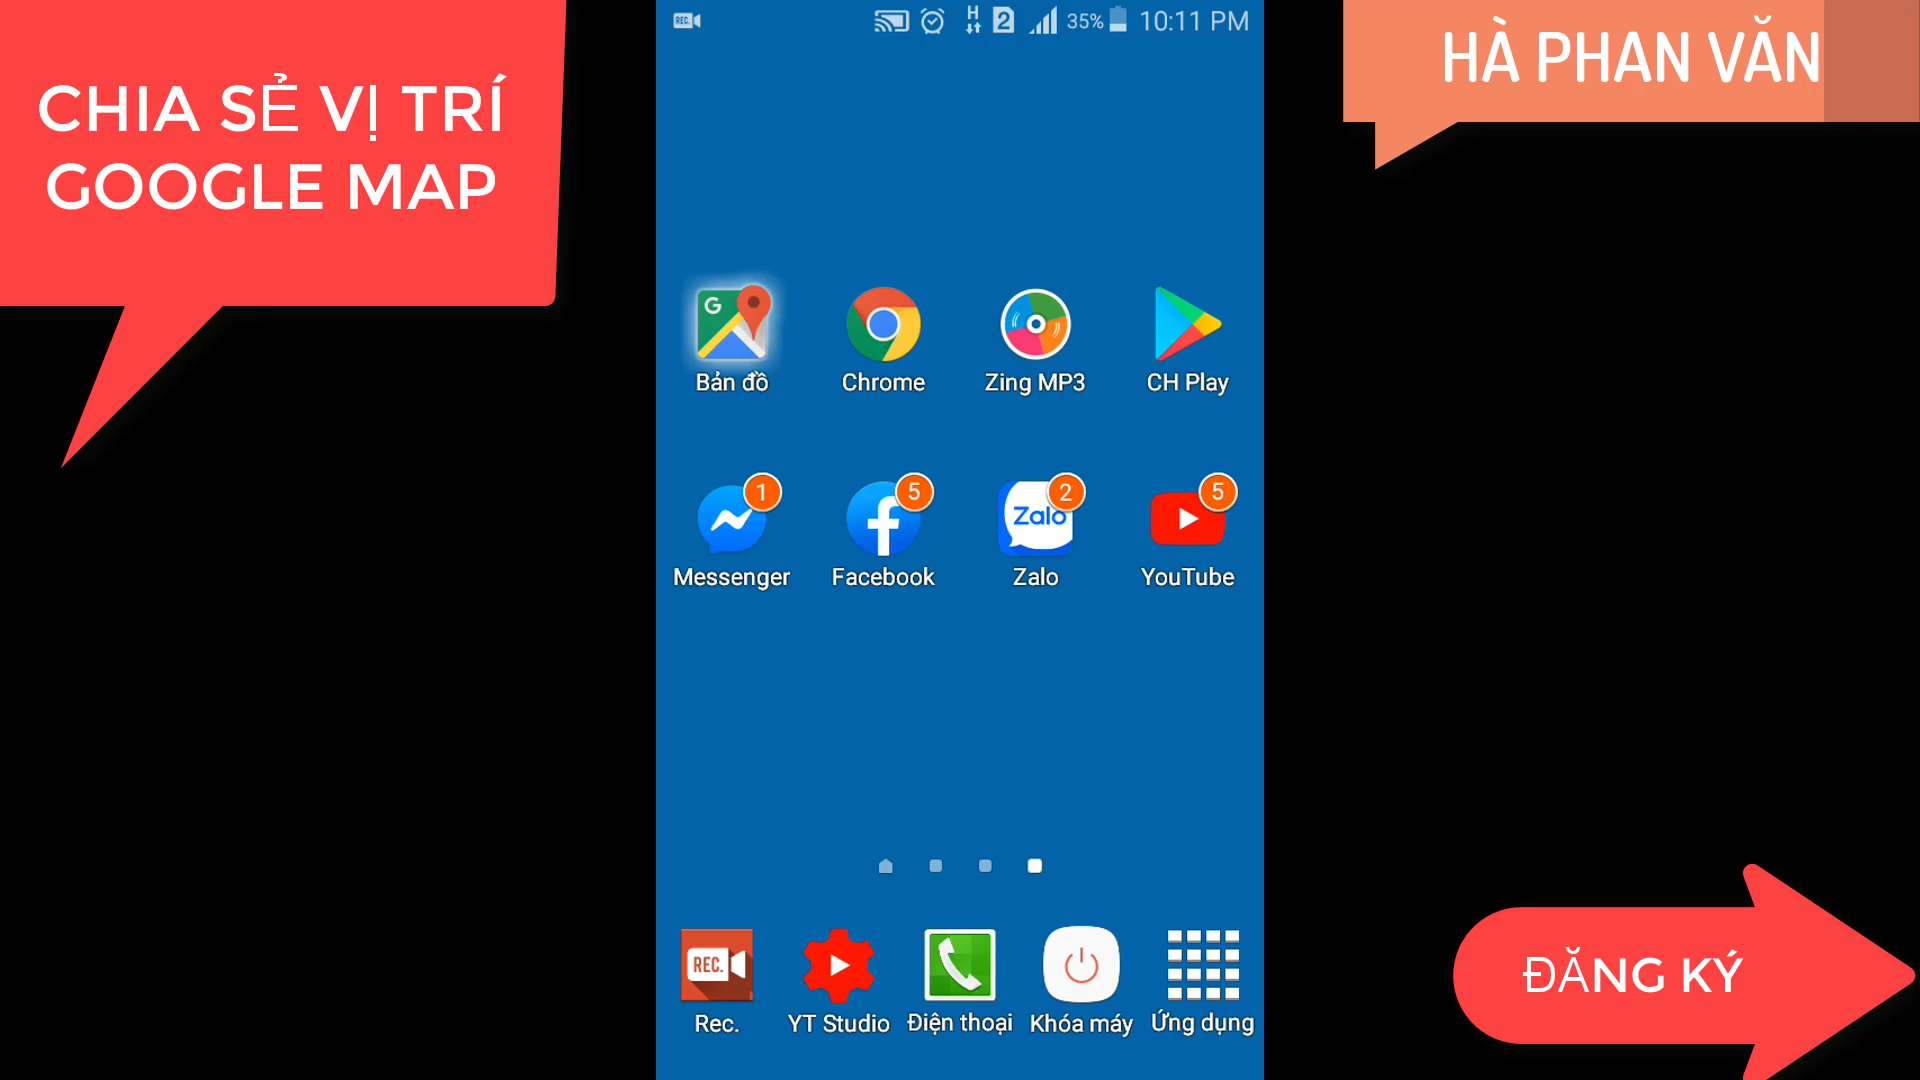 REC.
H
2
35%
10:11 PM
CHIA SẺ VỊ TRÍ
GOOGLE MAP
HÀ PHAN VĂN
G
Bản đồ
Chrome
Zing MP3
CH Play
1
5
Zalo
2
5
Messenger
Facebook
Zalo
YouTube
REC.
Rec.
YT Studio
Điện thoại
Khóa máy
Ứng dụng
ĐĂNG KÝ